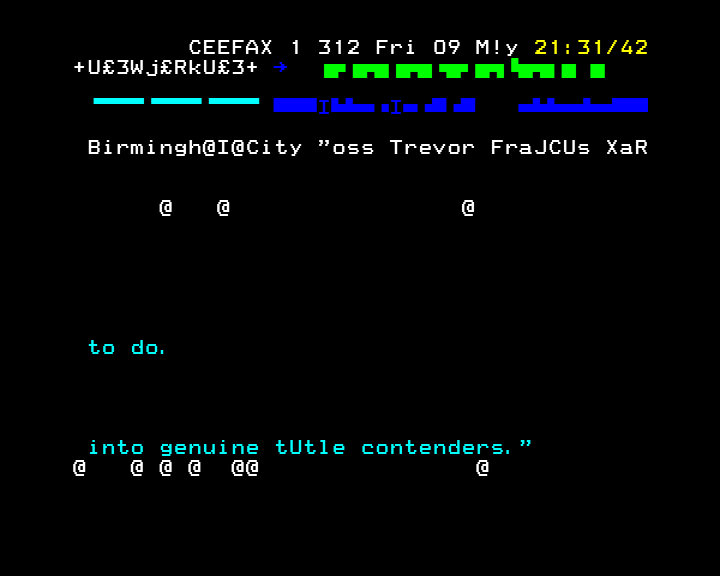 CEEFAX 1 312 Fri 09 M!y 21:31/42
+U£3Wj£RkU£3+ →
I I
Birmingh@I@City ”oss Trevor FraJCUs XaR
@ @ @
to do.
into genuine tUtle contenders.”
@ @ @ @ @@ @